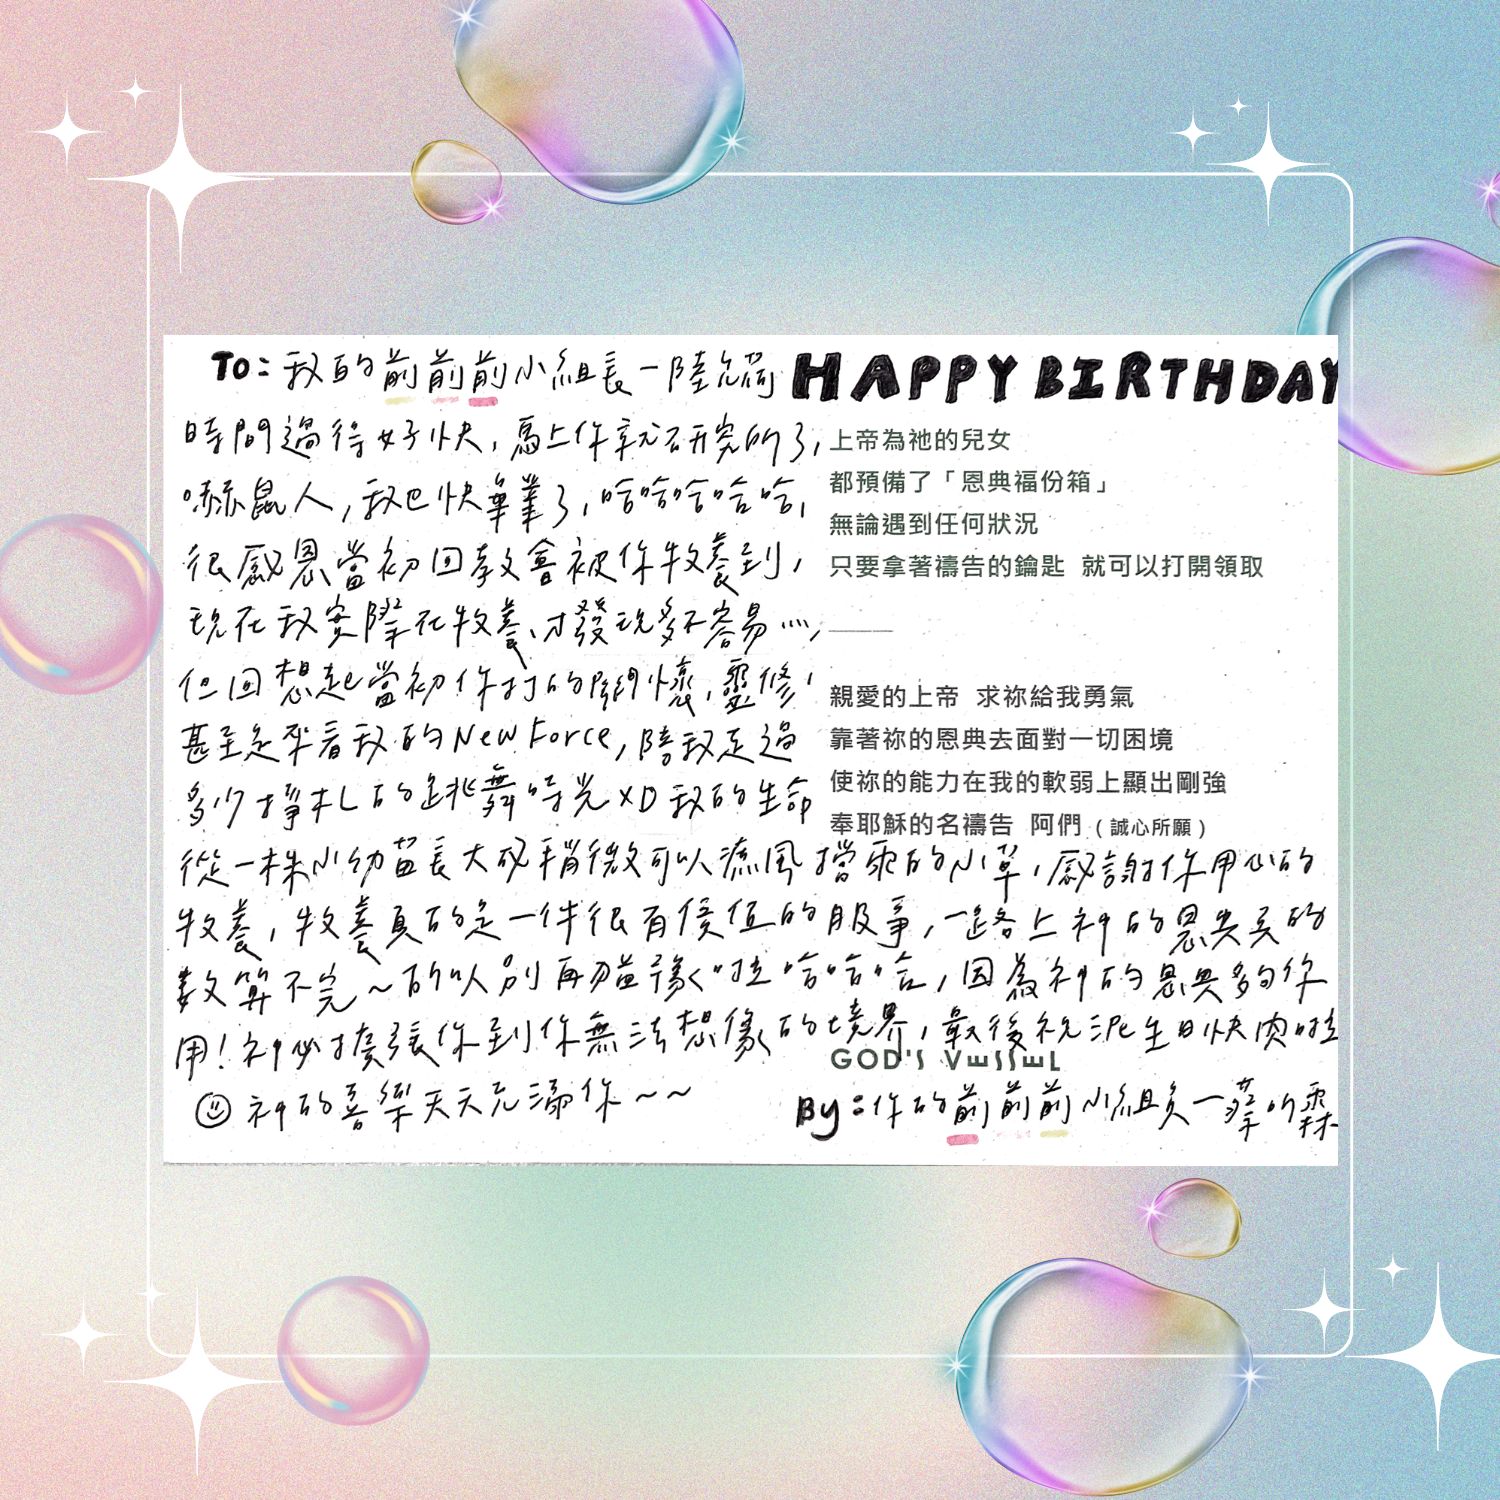 To: 我的前前前小組長－陸允荷
HAPPY BIRTHDAY
時間過得好快,馬上你就研究所了,
嚇鼠人,我也快畢業了,哈哈哈哈哈,
很感恩當初回教會被你牧養到,
現在我實際在牧養,才發現多不容易……,
但回想起當初你打的關懷,靈修,
甚至是來看我的New Force,陪我走過
多少掙扎的跳舞時光XD 我的生命
從一株小幼苗長大成稍微可以遮風擋雨的小草,感謝你用心的
牧養,牧養真的是一件很有價值的服事,一路上神的恩典真的
數算不完~所以別再猶豫啦哈哈哈,因為神的恩典夠你
用!神必擴張你到你無法想像的境界,最後祝允生日快樂啦
☺神的喜樂天天充滿你~~
上帝為祂的兒女
都預備了「恩典福份箱」
無論遇到任何狀況
只要拿著禱告的鑰匙 就可以打開領取
親愛的上帝 求祢給我勇氣
靠著祢的恩典去面對一切困境
使祢的能力在我的軟弱上顯出剛強
奉耶穌的名禱告 阿們(誠心所願)
GOD'S VESSEL
By:你的前前前小組員－蔡昀霖